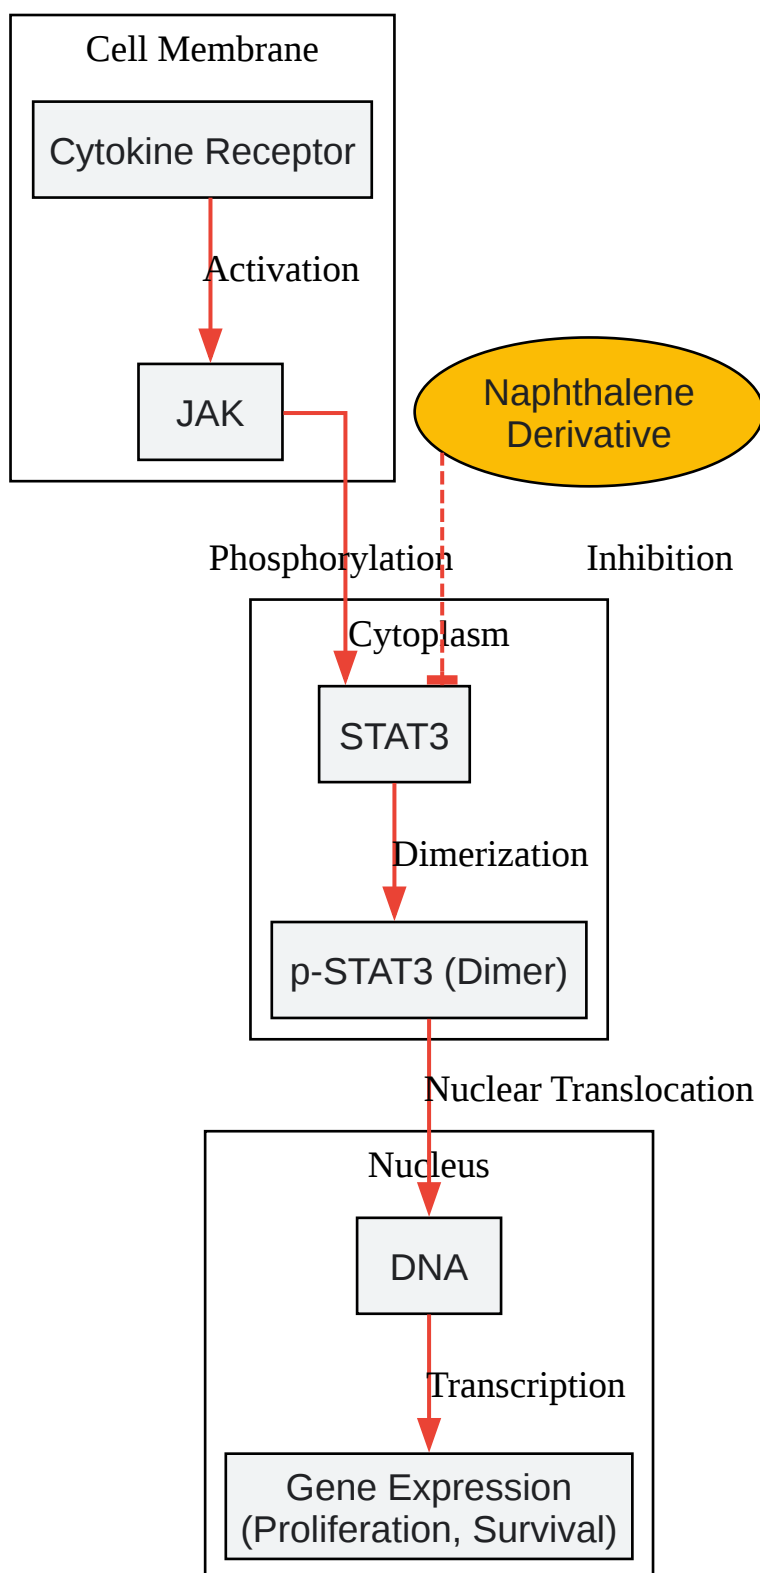 Cell Membrane
Cytokine Receptor
Activation
JAK
Naphthalene
Derivative
Phosphorylation
Inhibition
Cytoplasm
STAT3
Dimerization
p-STAT3 (Dimer)
Nuclear Translocation
Nucleus
DNA
Transcription
Gene Expression
(Proliferation, Survival)